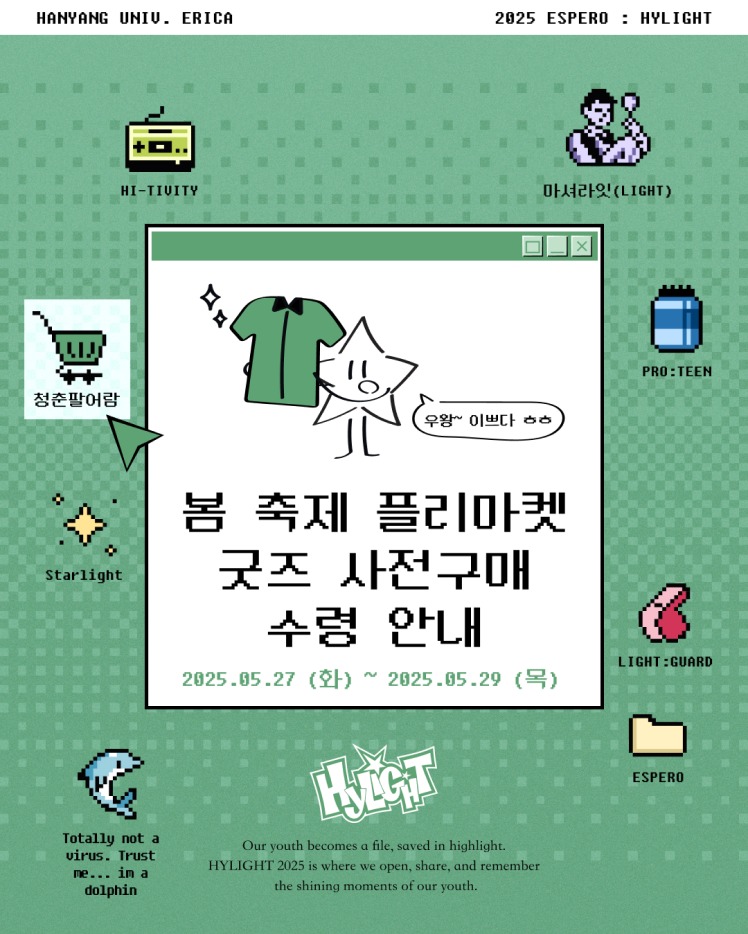 HANYANG UNIV. ERICA
2025 ESPERO : HYLIGHT
HI-TIVITY
마셔라잇(LIGHT)
청춘팔어람
PRO:TEEN
우왕~ 이쁘다 ㅎㅎ
봄 축제 플리마켓
굿즈 사전구매
수령 안내
2025.05.27 (화) ~ 2025.05.29 (목)
Starlight
LIGHT:GUARD
ESPERO
Totally not a
virus. Trust
me... im a
dolphin
HYLIGHT
Our youth becomes a file, saved in highlight.
HYLIGHT 2025 is where we open, share, and remember
the shining moments of our youth.